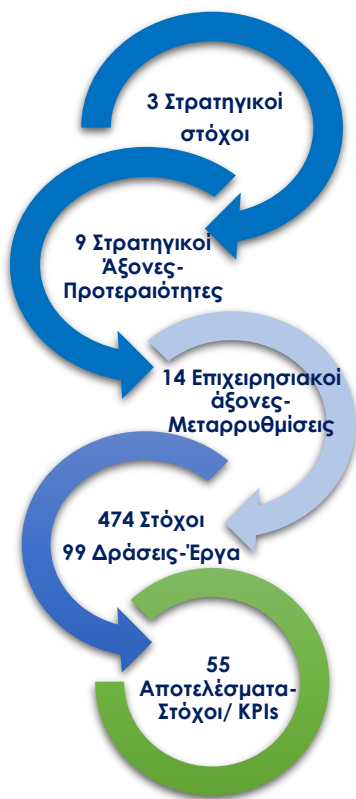 3 Στρατηγικοί
στόχοι
9 Στρατηγικοί
Άξονες-
Προτεραιότητες
14 Επιχειρησιακοί
άξονες-
Μεταρρυθμίσεις
474 Στόχοι
99 Δράσεις-Έργα
55
Αποτελέσματα-
Στόχοι/ KPIs